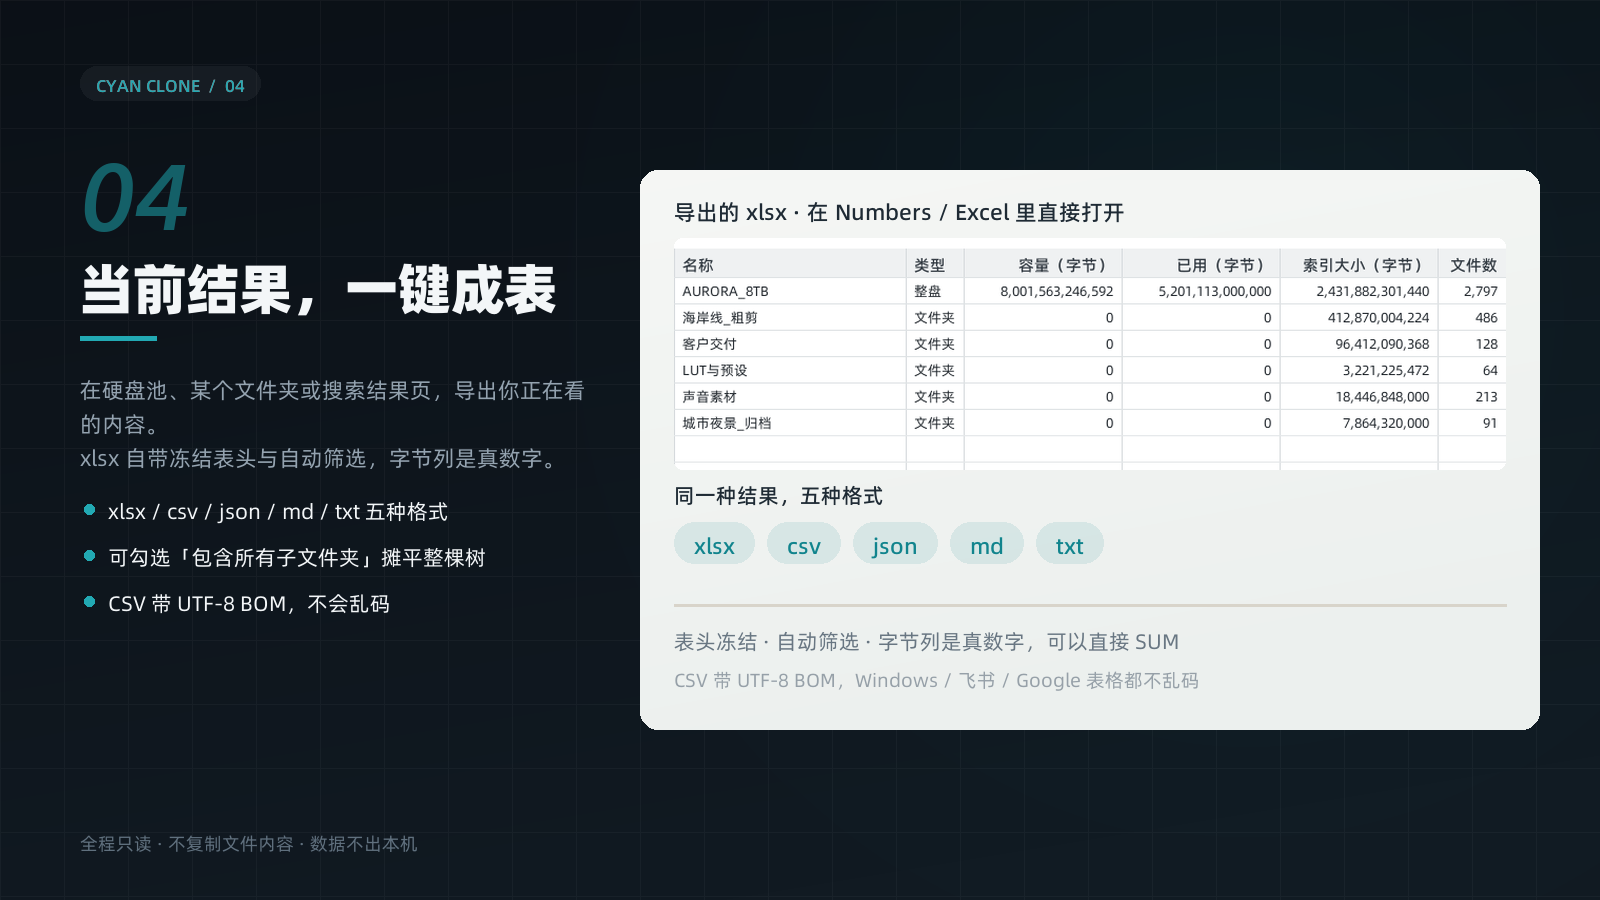 CYAN CLONE / 04
04
当前结果，一键成表
在硬盘池、某个文件夹或搜索结果页，导出你正在看
的内容。
xlsx 自带冻结表头与自动筛选，字节列是真数字。
xlsx / csv / json / md / txt 五种格式
可勾选「包含所有子文件夹」摊平整棵树
CSV 带 UTF-8 BOM，不会乱码
全程只读 · 不复制文件内容 · 数据不出本机
导出的 xlsx · 在 Numbers / Excel 里直接打开
名称 类型 容量（字节） 已用（字节） 索引大小（字节） 文件数
AURORA_8TB 整盘 8,001,563,246,592 5,201,113,000,000 2,431,882,301,440 2,797
海岸线_粗剪 文件夹 0 0 412,870,004,224 486
客户交付 文件夹 0 0 96,412,090,368 128
LUT与预设 文件夹 0 0 3,221,225,472 64
声音素材 文件夹 0 0 18,446,848,000 213
城市夜景_归档 文件夹 0 0 7,864,320,000 91
同一种结果，五种格式
xlsx csv json md txt
表头冻结 · 自动筛选 · 字节列是真数字，可以直接 SUM
CSV 带 UTF-8 BOM，Windows / 飞书 / Google 表格都不乱码